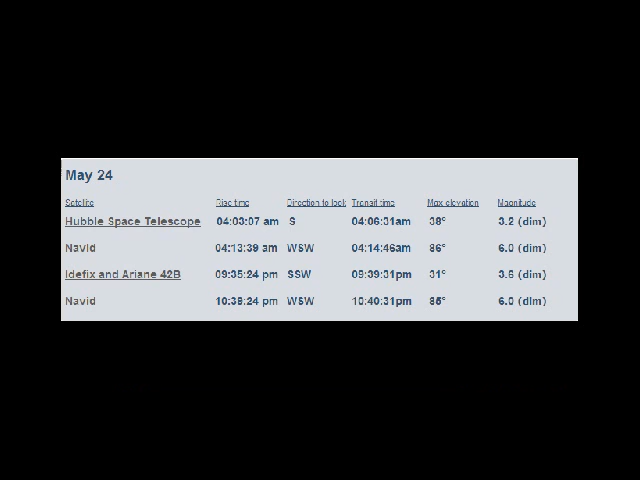 May 24
Satellite Rise time Direction to look Transit time Max elevation Magnitude
Hubble Space Telescope 04:03:07 am S 04:06:31am 38° 3.2 (dim)
Navid 04:13:39 am WSW 04:14:46am 86° 6.0 (dim)
Idefix and Ariane 42B 09:35:24 pm SSW 09:39:31pm 31° 3.6 (dim)
Navid 10:39:24 pm WSW 10:40:31pm 85° 6.0 (dim)